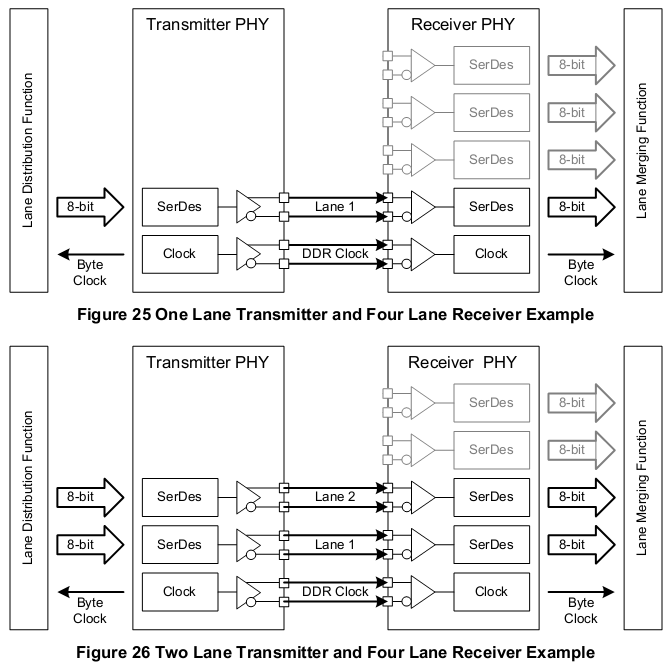 Transmitter PHY
Receiver PHY
Lane Distribution Function
Lane Merging Function
SerDes
8-bit
SerDes
8-bit
SerDes
8-bit
8-bit
SerDes
Lane 1
SerDes
8-bit
Byte
Clock
Clock
DDR Clock
Clock
Byte
Clock
Figure 25 One Lane Transmitter and Four Lane Receiver Example
Transmitter PHY
Receiver PHY
Lane Distribution Function
Lane Merging Function
SerDes
8-bit
SerDes
8-bit
8-bit
SerDes
Lane 2
SerDes
8-bit
8-bit
SerDes
Lane 1
SerDes
8-bit
Byte
Clock
Clock
DDR Clock
Clock
Byte
Clock
Figure 26 Two Lane Transmitter and Four Lane Receiver Example